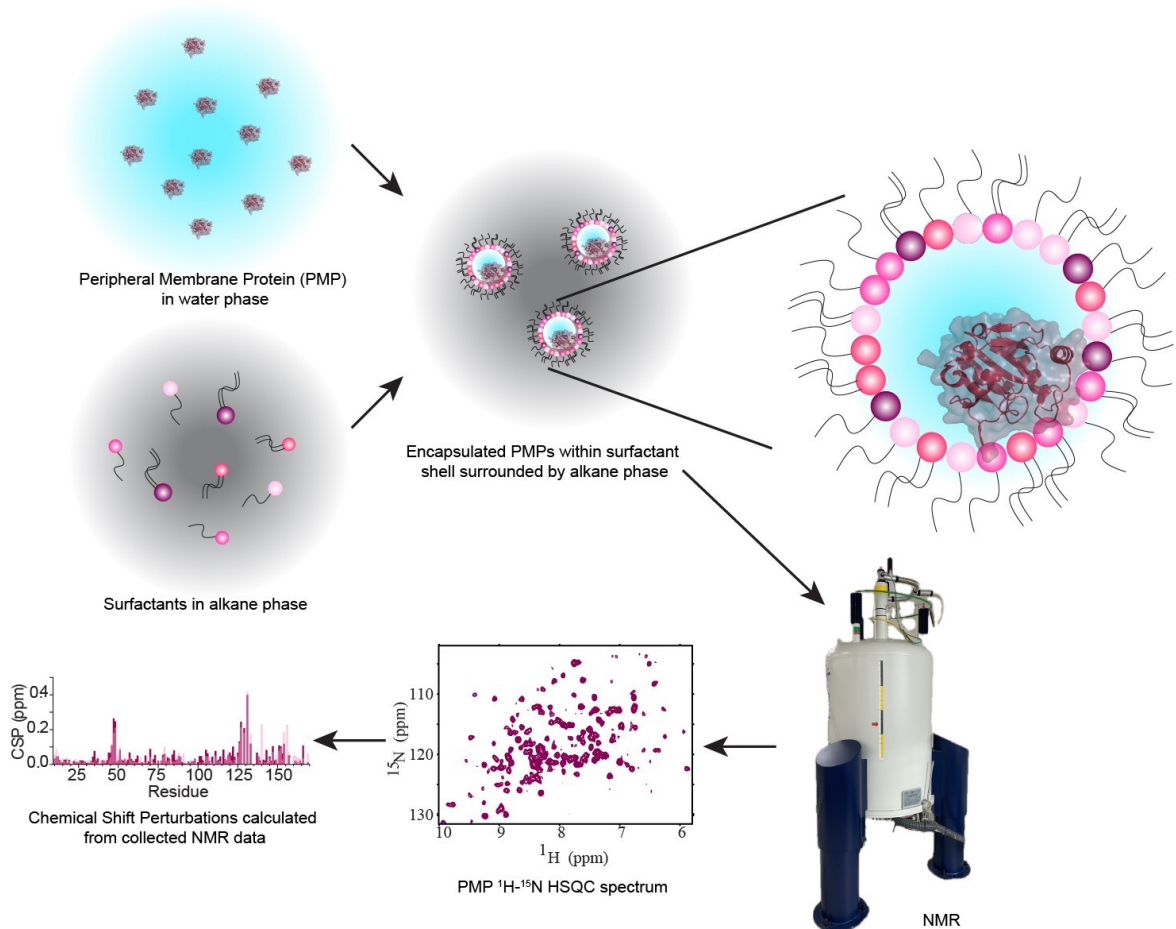 Peripheral Membrane Protein (PMP)
in water phase
Surfactants in alkane phase
Encapsulated PMPs within surfactant
shell surrounded by alkane phase
CSP (ppm)
0.4
0.2
0.0
25
50
75
100
125
150
Residue
Chemical Shift Perturbations calculated
from collected NMR data
¹⁵N (ppm)
110
120
130
10
9
8
7
6
¹H (ppm)
PMP ¹H-¹⁵N HSQC spectrum
NMR